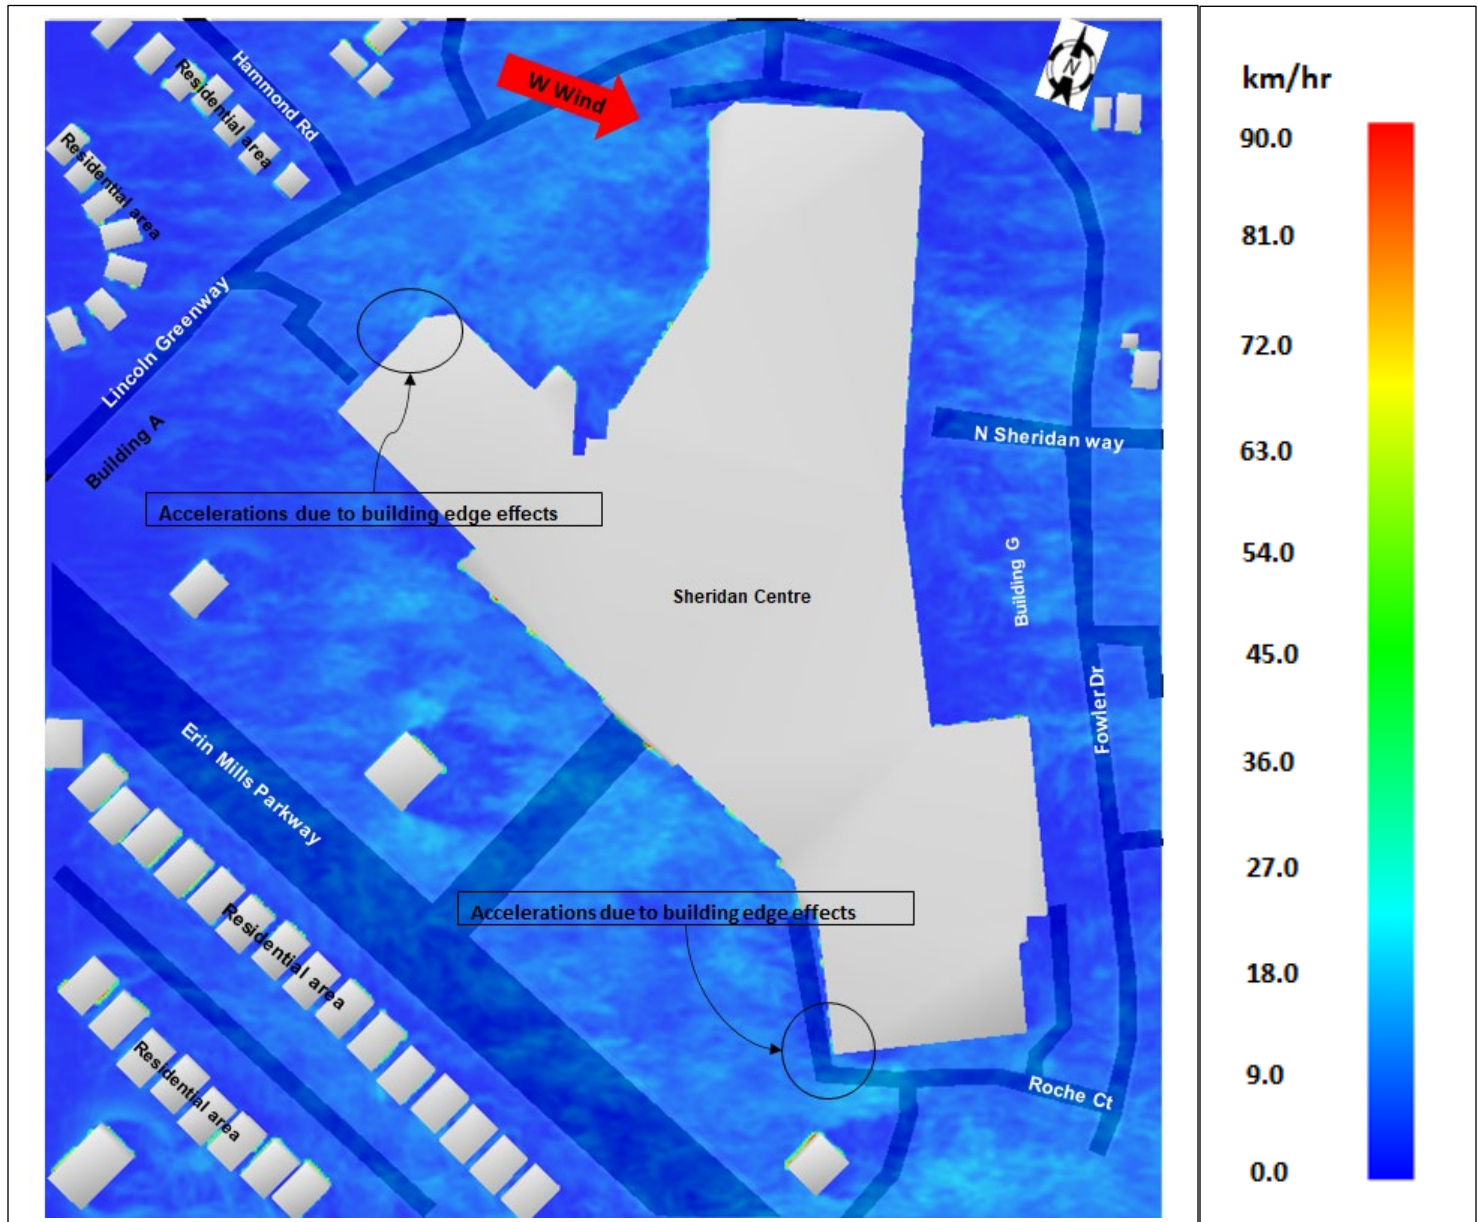 km/hr
90.0
81.0
72.0
63.0
54.0
45.0
36.0
27.0
18.0
9.0
0.0
W Wind
N
Hammond Rd
Residential area
Residential area
Lincoln Greenway
Building A
Accelerations due to building edge effects
N Sheridan way
Building G
Sheridan Centre
Fowler Dr
Erin Mills Parkway
Accelerations due to building edge effects
Residential area
Residential area
Roche Ct